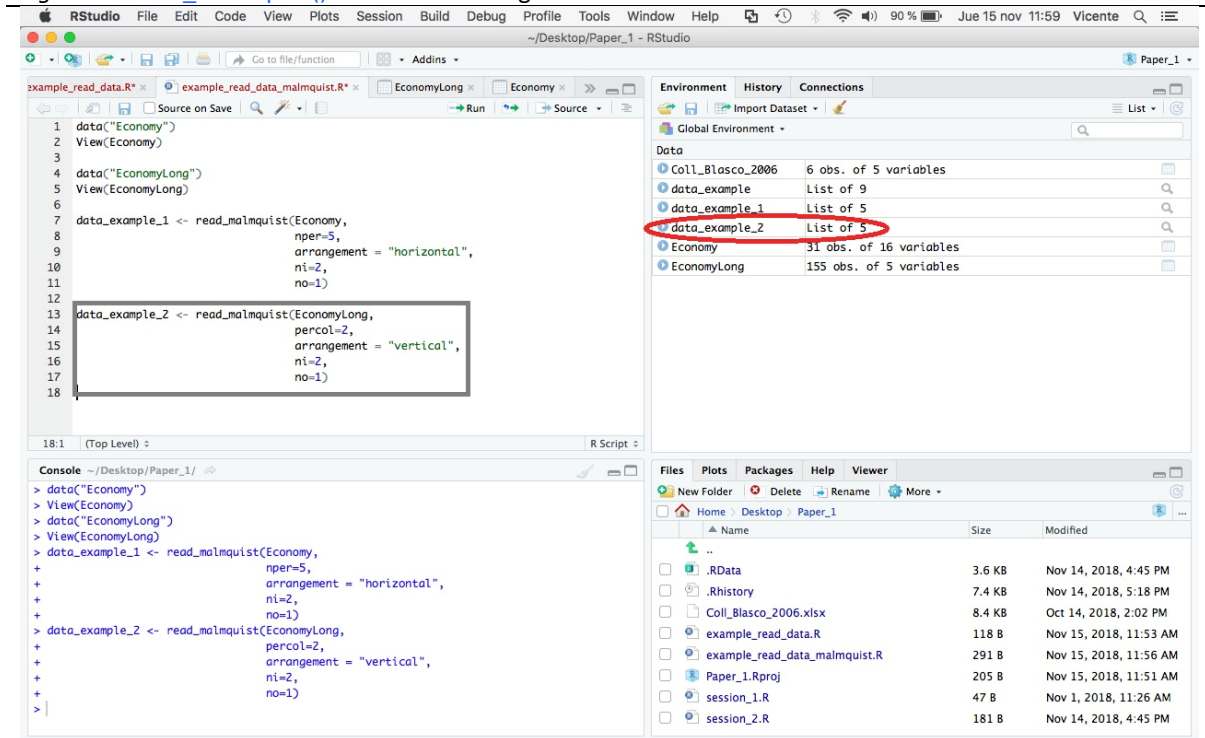 RStudio File Edit Code View Plots Session Build Debug Profile Tools Window Help 90 % Jue 15 nov 11:59 Vicente
~/Desktop/Paper_1 - RStudio
Go to file/function Addins Paper_1
example_read_data.R* example_read_data_malmquist.R* EconomyLong Economy
Source on Save Run Source
1 data("Economy")
2 View(Economy)
3
4 data("EconomyLong")
5 View(EconomyLong)
6
7 data_example_1 <- read_malmquist(Economy,
8 nper=5,
9 arrangement = "horizontal",
10 ni=2,
11 no=1)
12
13 data_example_2 <- read_malmquist(EconomyLong,
14 percol=2,
15 arrangement = "vertical",
16 ni=2,
17 no=1)
18
18:1 (Top Level) R Script
Console ~/Desktop/Paper_1/
> data("Economy")
> View(Economy)
> data("EconomyLong")
> View(EconomyLong)
> data_example_1 <- read_malmquist(Economy,
+ nper=5,
+ arrangement = "horizontal",
+ ni=2,
+ no=1)
> data_example_2 <- read_malmquist(EconomyLong,
+ percol=2,
+ arrangement = "vertical",
+ ni=2,
+ no=1)
>
Environment History Connections
Import Dataset List
Global Environment
Data
Coll_Blasco_2006 6 obs. of 5 variables
data_example List of 9
data_example_1 List of 5
data_example_2 List of 5
Economy 31 obs. of 16 variables
EconomyLong 155 obs. of 5 variables
Files Plots Packages Help Viewer
New Folder Delete Rename More
Home > Desktop > Paper_1 ...
Name Size Modified
..
.RData 3.6 KB Nov 14, 2018, 4:45 PM
.Rhistory 7.4 KB Nov 14, 2018, 5:18 PM
Coll_Blasco_2006.xlsx 8.4 KB Oct 14, 2018, 2:02 PM
example_read_data.R 118 B Nov 15, 2018, 11:53 AM
example_read_data_malmquist.R 291 B Nov 15, 2018, 11:56 AM
Paper_1.Rproj 205 B Nov 15, 2018, 11:51 AM
session_1.R 47 B Nov 1, 2018, 11:26 AM
session_2.R 181 B Nov 14, 2018, 4:45 PM